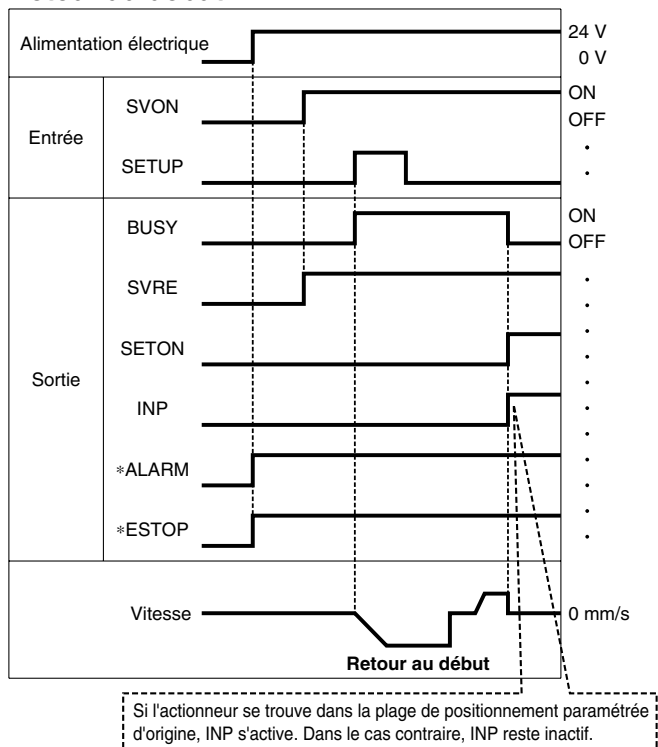 Alimentation électrique
24 V
0 V
Entrée
SVON
ON
OFF
SETUP
Sortie
BUSY
ON
OFF
SVRE
SETON
INP
*ALARM
*ESTOP
Vitesse
0 mm/s
Retour au début
Si l'actionneur se trouve dans la plage de positionnement paramétrée
d'origine, INP s'active. Dans le cas contraire, INP reste inactif.